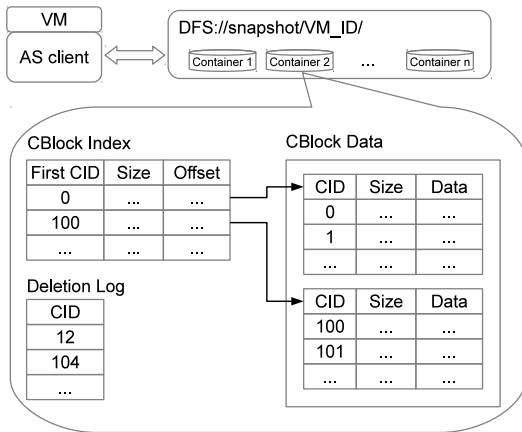 VM
AS client
DFS://snapshot/VM_ID/
Container 1 Container 2 ... Container n
CBlock Index
First CID Size Offset
0 ... ...
100 ... ...
... ... ...
Deletion Log
CID
12
104
...
CBlock Data
CID Size Data
0 ... ...
1 ... ...
... ... ...
CID Size Data
100 ... ...
101 ... ...
... ... ...